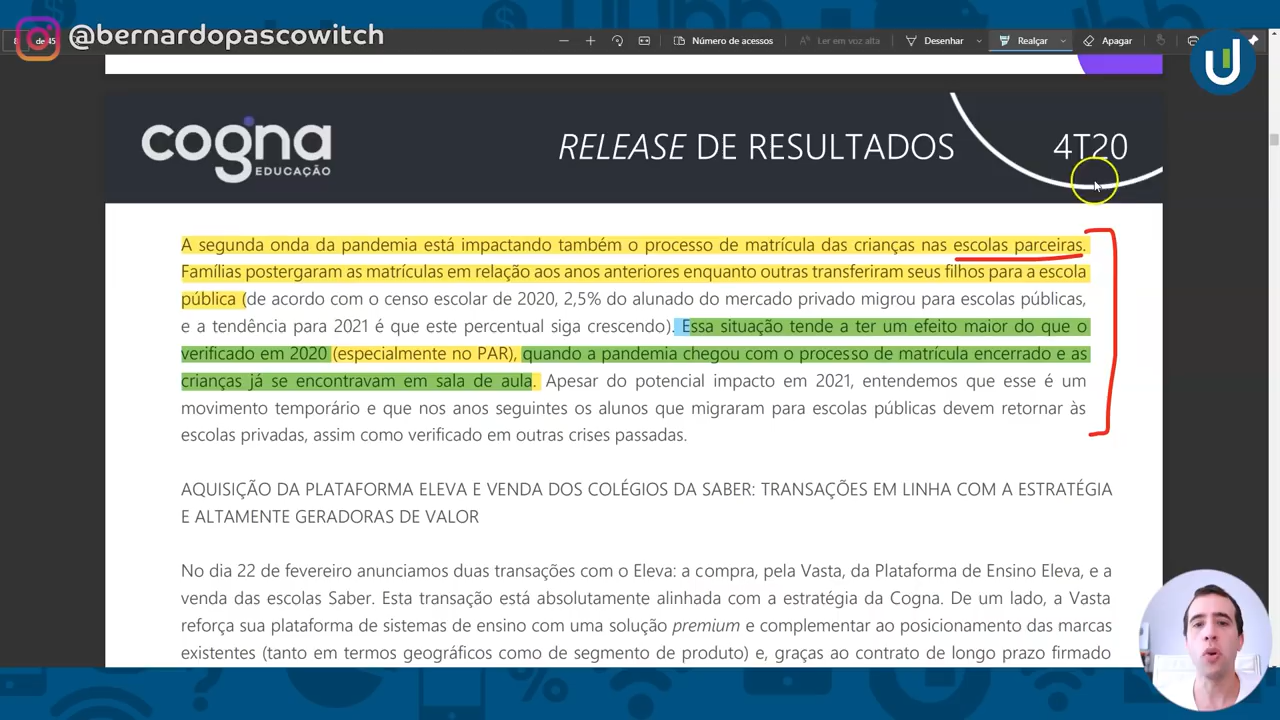 @bernardopascowitch
de 45
Número de acessos
Ler em voz alta
Desenhar
Realçar
Apagar
cogna
EDUCAÇÃO
RELEASE DE RESULTADOS
4T20
A segunda onda da pandemia está impactando também o processo de matrícula das crianças nas escolas parceiras.
Famílias postergaram as matrículas em relação aos anos anteriores enquanto outras transferiram seus filhos para a escola
pública (de acordo com o censo escolar de 2020, 2,5% do alunado do mercado privado migrou para escolas públicas,
e a tendência para 2021 é que este percentual siga crescendo). Essa situação tende a ter um efeito maior do que o
verificado em 2020 (especialmente no PAR), quando a pandemia chegou com o processo de matrícula encerrado e as
crianças já se encontravam em sala de aula. Apesar do potencial impacto em 2021, entendemos que esse é um
movimento temporário e que nos anos seguintes os alunos que migraram para escolas públicas devem retornar às
escolas privadas, assim como verificado em outras crises passadas.
AQUISIÇÃO DA PLATAFORMA ELEVA E VENDA DOS COLÉGIOS DA SABER: TRANSAÇÕES EM LINHA COM A ESTRATÉGIA
E ALTAMENTE GERADORAS DE VALOR
No dia 22 de fevereiro anunciamos duas transações com o Eleva: a compra, pela Vasta, da Plataforma de Ensino Eleva, e a
venda das escolas Saber. Esta transação está absolutamente alinhada com a estratégia da Cogna. De um lado, a Vasta
reforça sua plataforma de sistemas de ensino com uma solução premium e complementar ao posicionamento das marcas
existentes (tanto em termos geográficos como de segmento de produto) e, graças ao contrato de longo prazo firmado